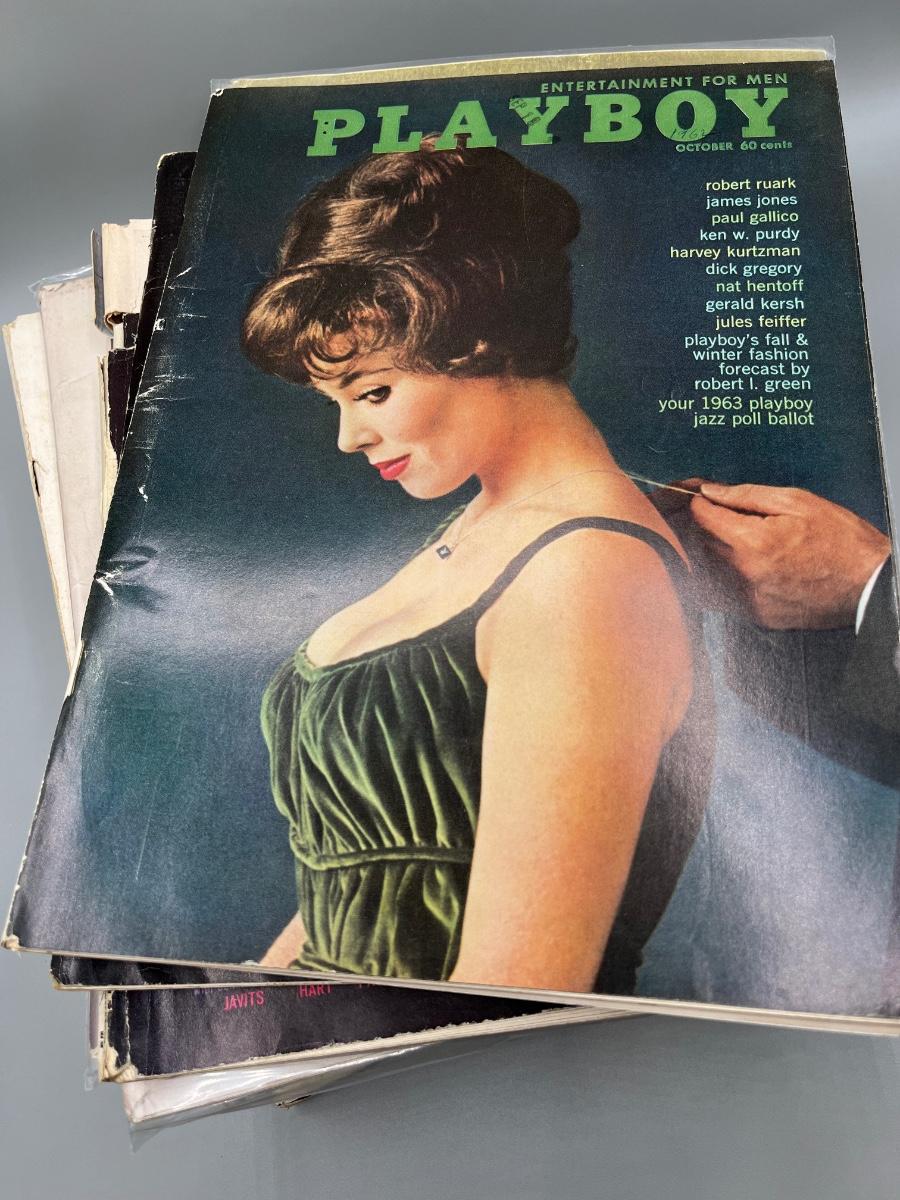 ENTERTAINMENT FOR MEN
PLAYBOY
OCTOBER 60 cents
robert ruark
james jones
paul gallico
ken w. purdy
harvey kurtzman
dick gregory
nat hentoff
gerald kersh
jules feiffer
playboy's fall &
winter fashion
forecast by
robert l. green
your 1963 playboy
jazz poll ballot
JAVITS HART